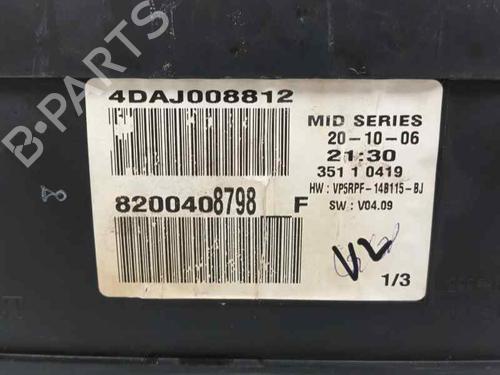 4DAJ008812
MID SERIES
20-10-06
21:30
351 1 0419
HW : VP5RPF-14B115-BJ
SW : V04.09
8200408798 F
1/3